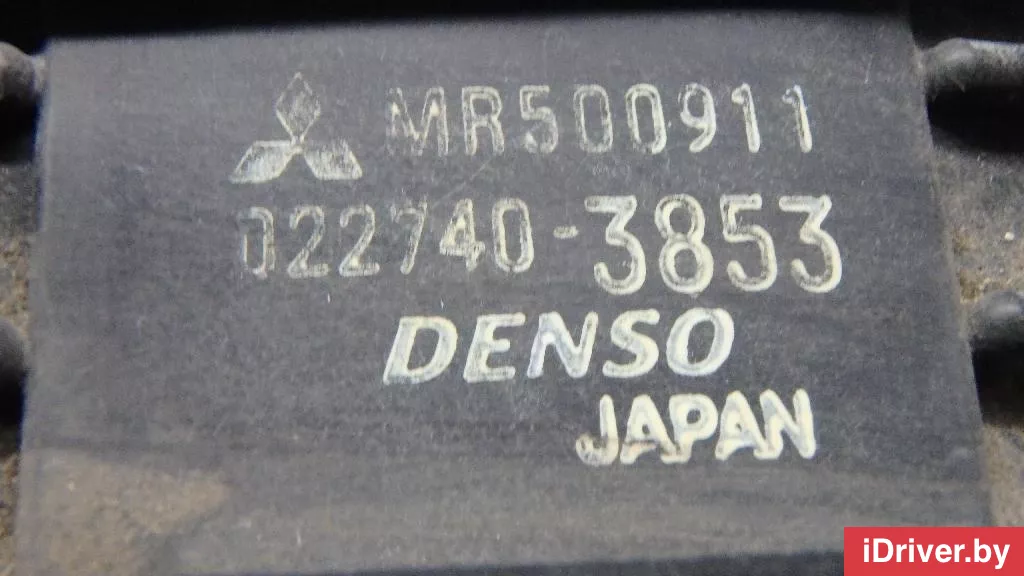 MR500911
022740-3853
DENSO
JAPAN
iDriver.by